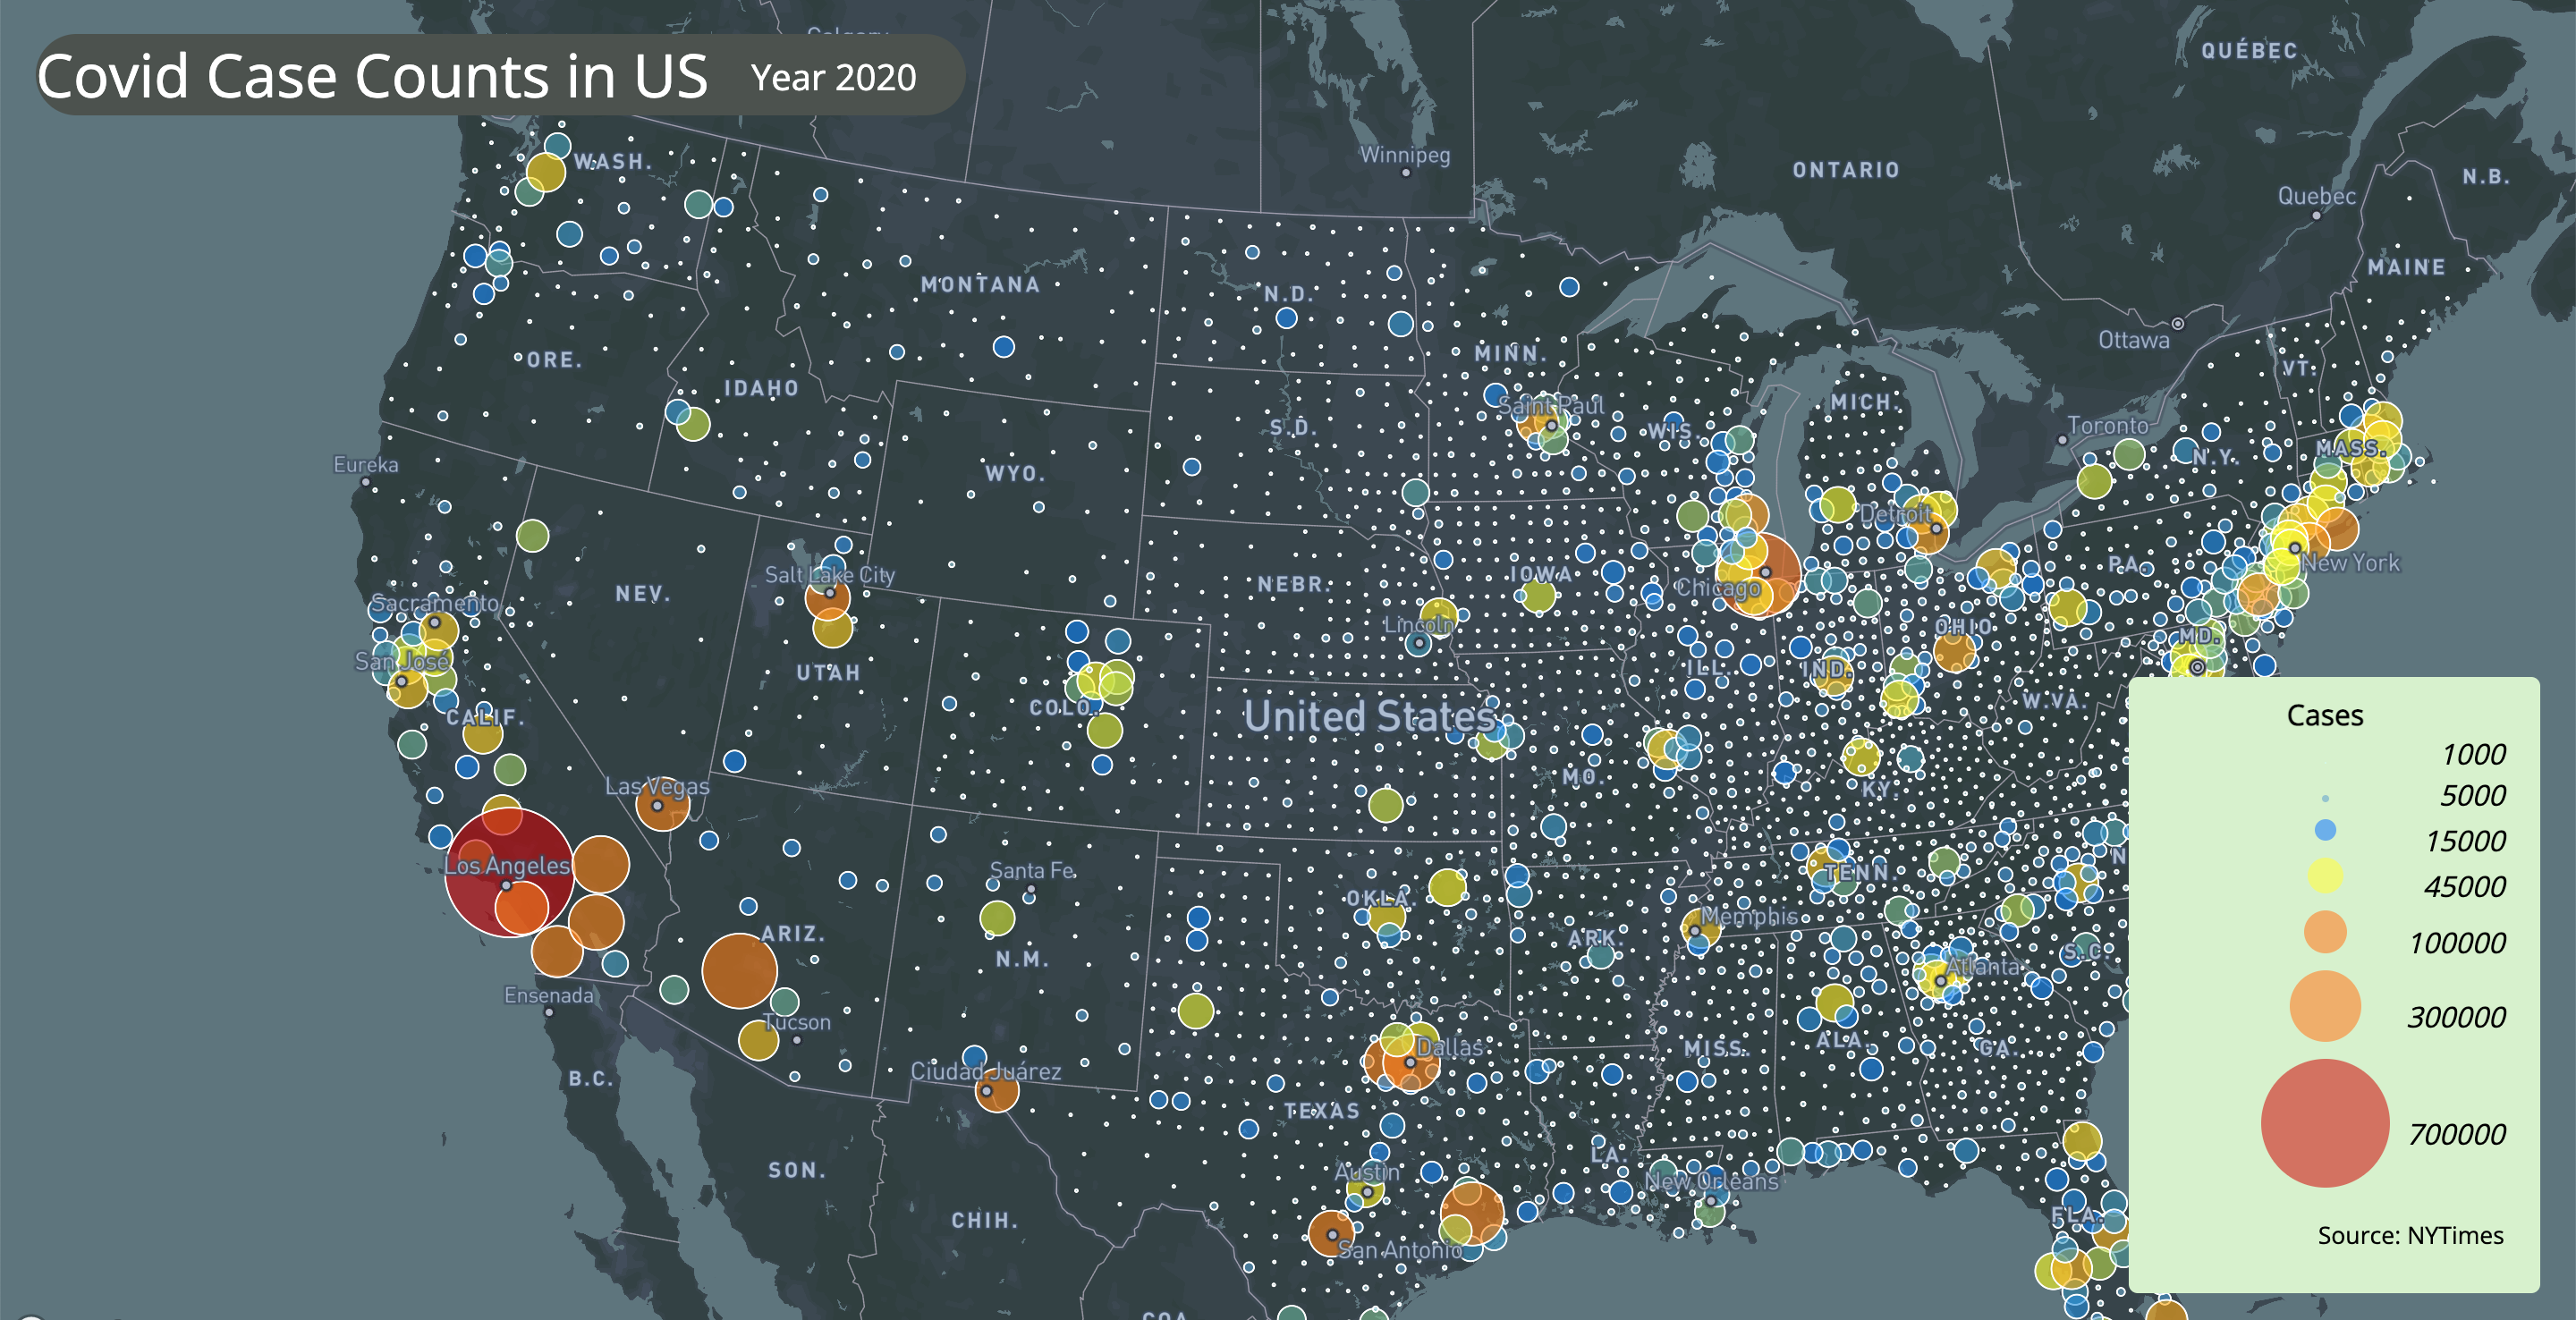 Calgary
QUÉBEC
Covid Case Counts in US Year 2020
WASH.
Winnipeg
ONTARIO
N.B.
Quebec
MONTANA
N.D.
MAINE
Ottawa
ORE.
IDAHO
MINN.
VT.
Saint Paul
MICH.
S.D.
WIS.
Toronto
N.Y.
MASS.
Eureka
WYO.
Detroit
Salt Lake City
NEV.
NEBR.
IOWA
Chicago
PA.
New York
Sacramento
Lincoln
OHIO
MD.
San José
UTAH
ILL.
IND.
COLO.
W.VA.
CALIF.
United States
MO.
KY.
Las Vegas
Los Angeles
Santa Fe
OKLA.
TENN.
N
ARIZ.
N.M.
ARK.
Memphis
S.C.
Atlanta
Ensenada
Tucson
Dallas
MISS.
ALA.
GA.
B.C.
Ciudad Juárez
TEXAS
LA.
SON.
Austin
New Orleans
CHIH.
San Antonio
FLA.
COA
Cases
1000
5000
15000
45000
100000
300000
700000
Source: NYTimes